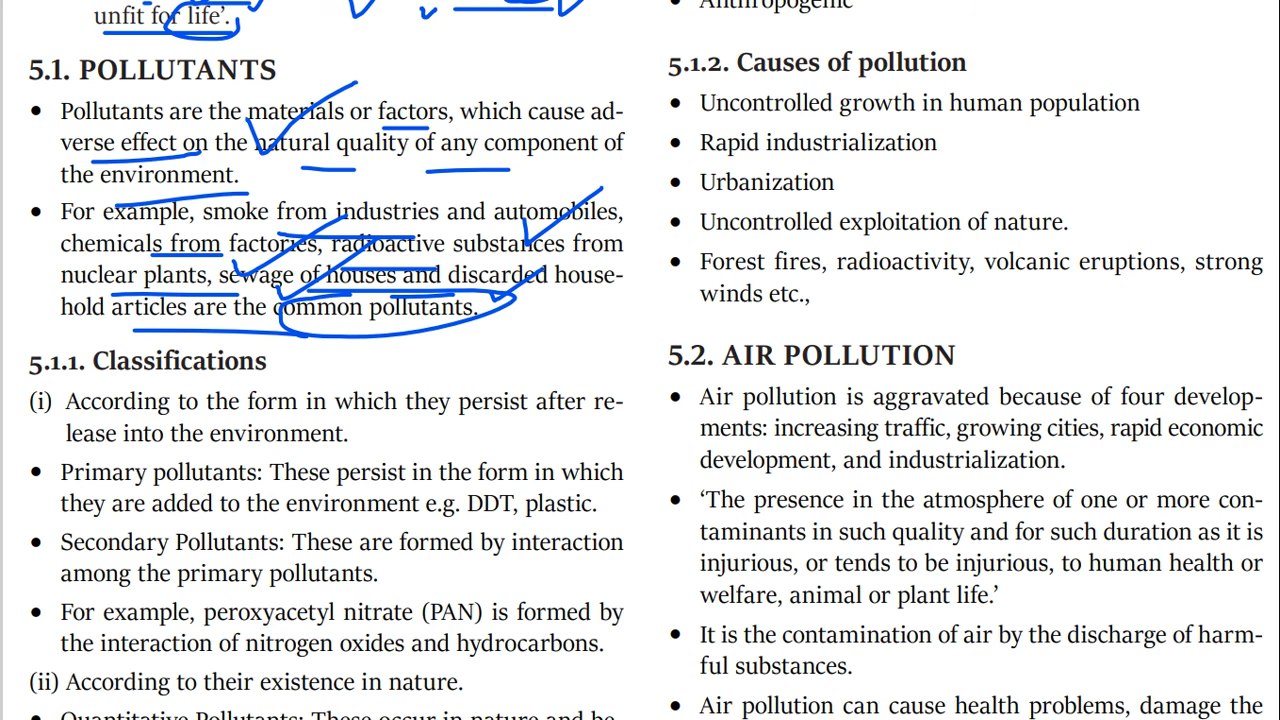 unfit for life’.
5.1. POLLUTANTS
• Pollutants are the materials or factors, which cause ad-
verse effect on the natural quality of any component of
the environment.
• For example, smoke from industries and automobiles,
chemicals from factories, radioactive substances from
nuclear plants, sewage of houses and discarded house-
hold articles are the common pollutants.
5.1.1. Classifications
(i) According to the form in which they persist after re-
lease into the environment.
• Primary pollutants: These persist in the form in which
they are added to the environment e.g. DDT, plastic.
• Secondary Pollutants: These are formed by interaction
among the primary pollutants.
• For example, peroxyacetyl nitrate (PAN) is formed by
the interaction of nitrogen oxides and hydrocarbons.
(ii) According to their existence in nature.
• Quantitative Pollutants: These occur in nature and be-
• Anthropogenic
5.1.2. Causes of pollution
• Uncontrolled growth in human population
• Rapid industrialization
• Urbanization
• Uncontrolled exploitation of nature.
• Forest fires, radioactivity, volcanic eruptions, strong
winds etc.,
5.2. AIR POLLUTION
• Air pollution is aggravated because of four develop-
ments: increasing traffic, growing cities, rapid economic
development, and industrialization.
• ‘The presence in the atmosphere of one or more con-
taminants in such quality and for such duration as it is
injurious, or tends to be injurious, to human health or
welfare, animal or plant life.’
• It is the contamination of air by the discharge of harm-
ful substances.
• Air pollution can cause health problems, damage the